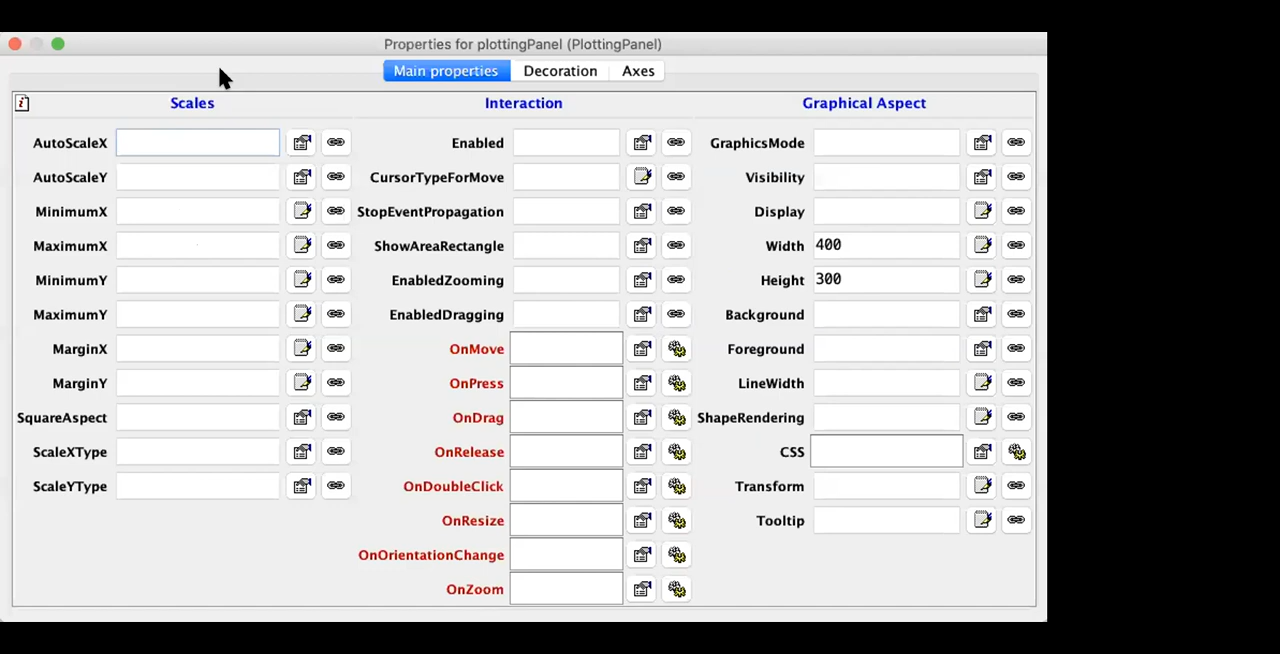 Properties for plottingPanel (PlottingPanel)
Main properties
Decoration
Axes
Scales
AutoScaleX
AutoScaleY
MinimumX
MaximumX
MinimumY
MaximumY
MarginX
MarginY
SquareAspect
ScaleXType
ScaleYType
Interaction
Enabled
CursorTypeForMove
StopEventPropagation
ShowAreaRectangle
EnabledZooming
EnabledDragging
OnMove
OnPress
OnDrag
OnRelease
OnDoubleClick
OnResize
OnOrientationChange
OnZoom
Graphical Aspect
GraphicsMode
Visibility
Display
Width 400
Height 300
Background
Foreground
LineWidth
ShapeRendering
CSS
Transform
Tooltip